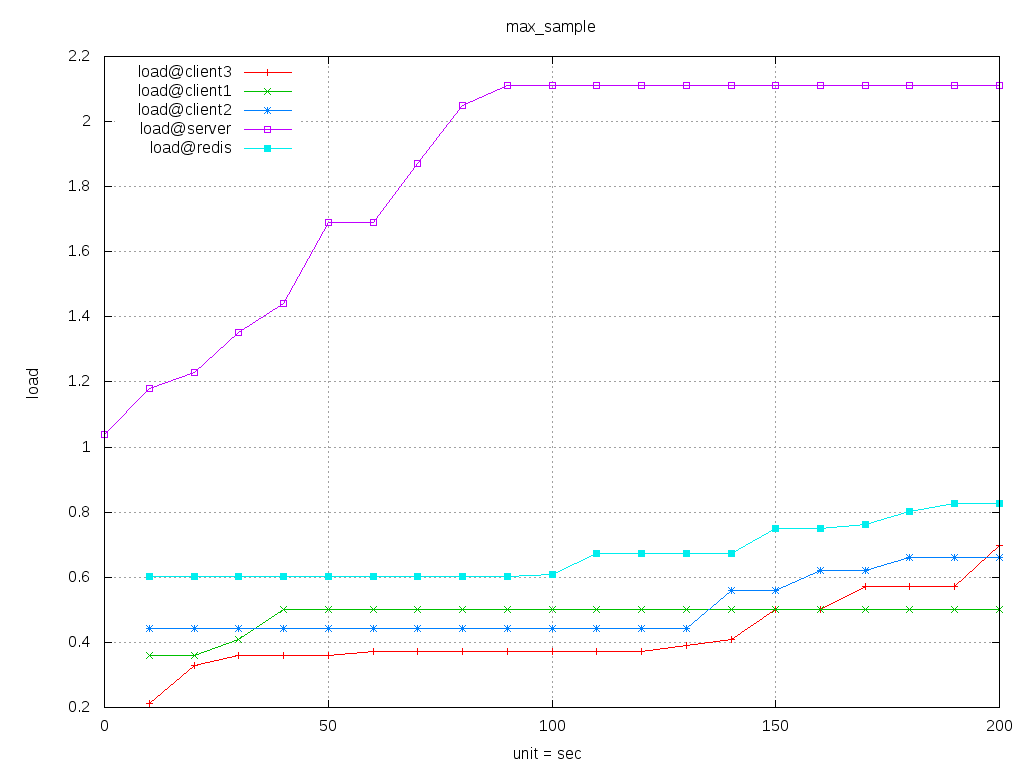 max_sample
2.2
2
1.8
1.6
1.4
1.2
1
0.8
0.6
0.4
0.2
load
load@client3
load@client1
load@client2
load@server
load@redis
0 50 100 150 200
unit = sec